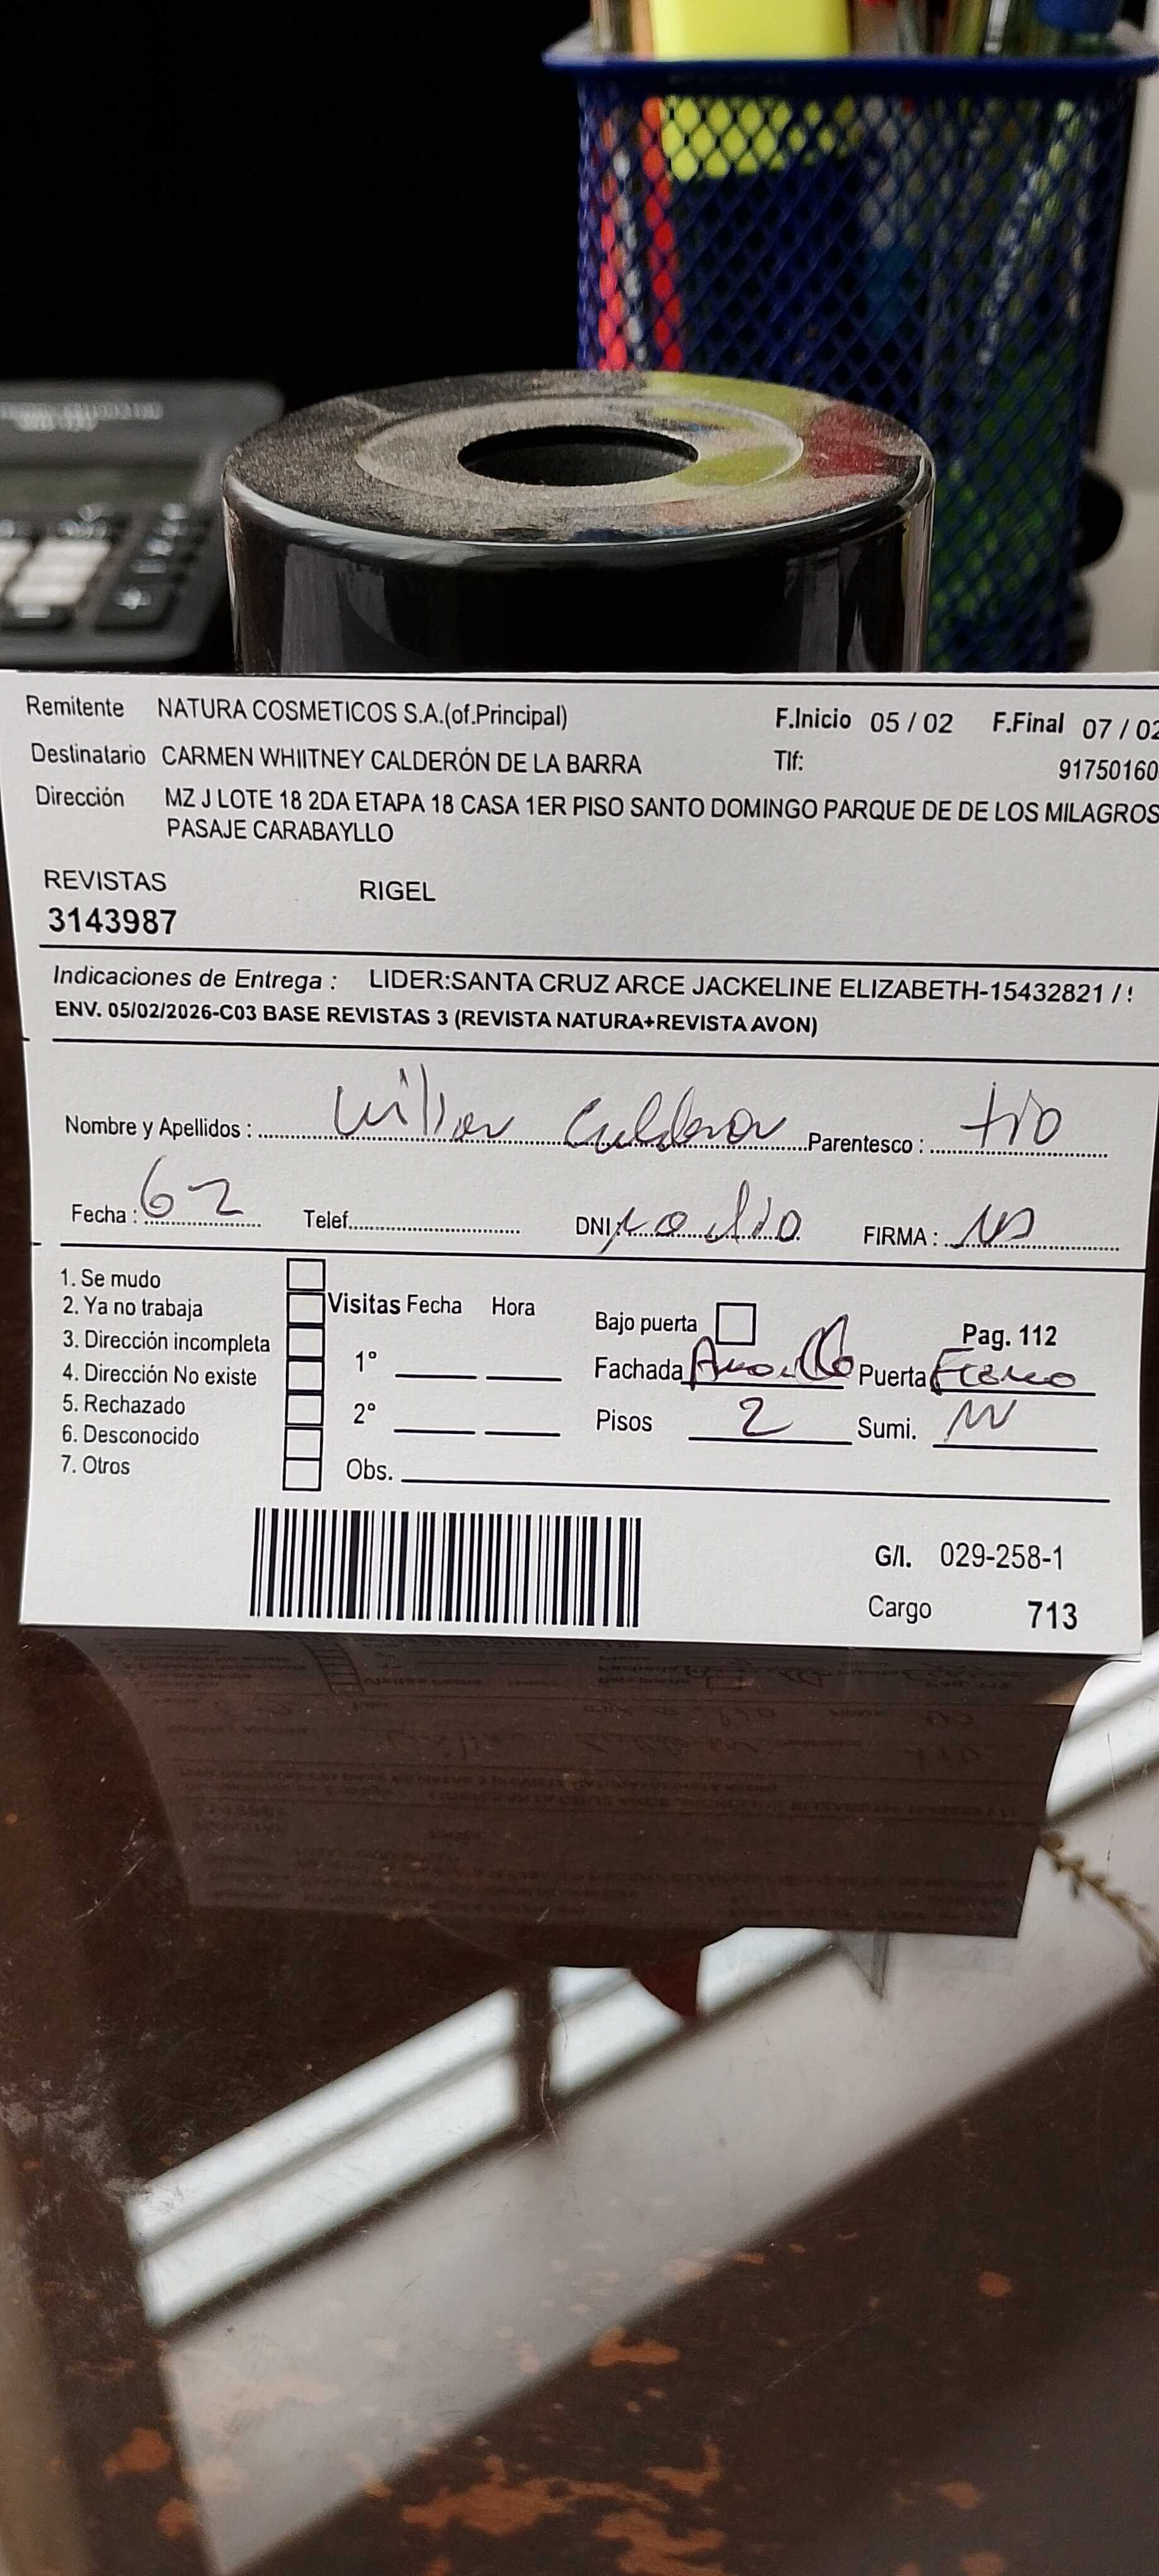 Remitente NATURA COSMETICOS S.A.(of.Principal) F.Inicio 05 / 02 F.Final 07 / 02
Destinatario CARMEN WHIITNEY CALDERÓN DE LA BARRA Tlf: 91750160
Dirección MZ J LOTE 18 2DA ETAPA 18 CASA 1ER PISO SANTO DOMINGO PARQUE DE DE LOS MILAGROS
PASAJE CARABAYLLO
REVISTAS RIGEL
3143987
Indicaciones de Entrega : LIDER:SANTA CRUZ ARCE JACKELINE ELIZABETH-15432821 /
ENV. 05/02/2026-C03 BASE REVISTAS 3 (REVISTA NATURA+REVISTA AVON)
Nombre y Apellidos : Calderon Parentesco : tio
Fecha : 6 2 Telef. DNI: no dio FIRMA :
1. Se mudo
2. Ya no trabaja Visitas Fecha Hora Bajo puerta
3. Dirección incompleta 1° Pag. 112
4. Dirección No existe Fachada Puerta
5. Rechazado 2° Pisos 2 Sumi.
6. Desconocido
7. Otros Obs.
G/I. 029-258-1
Cargo 713